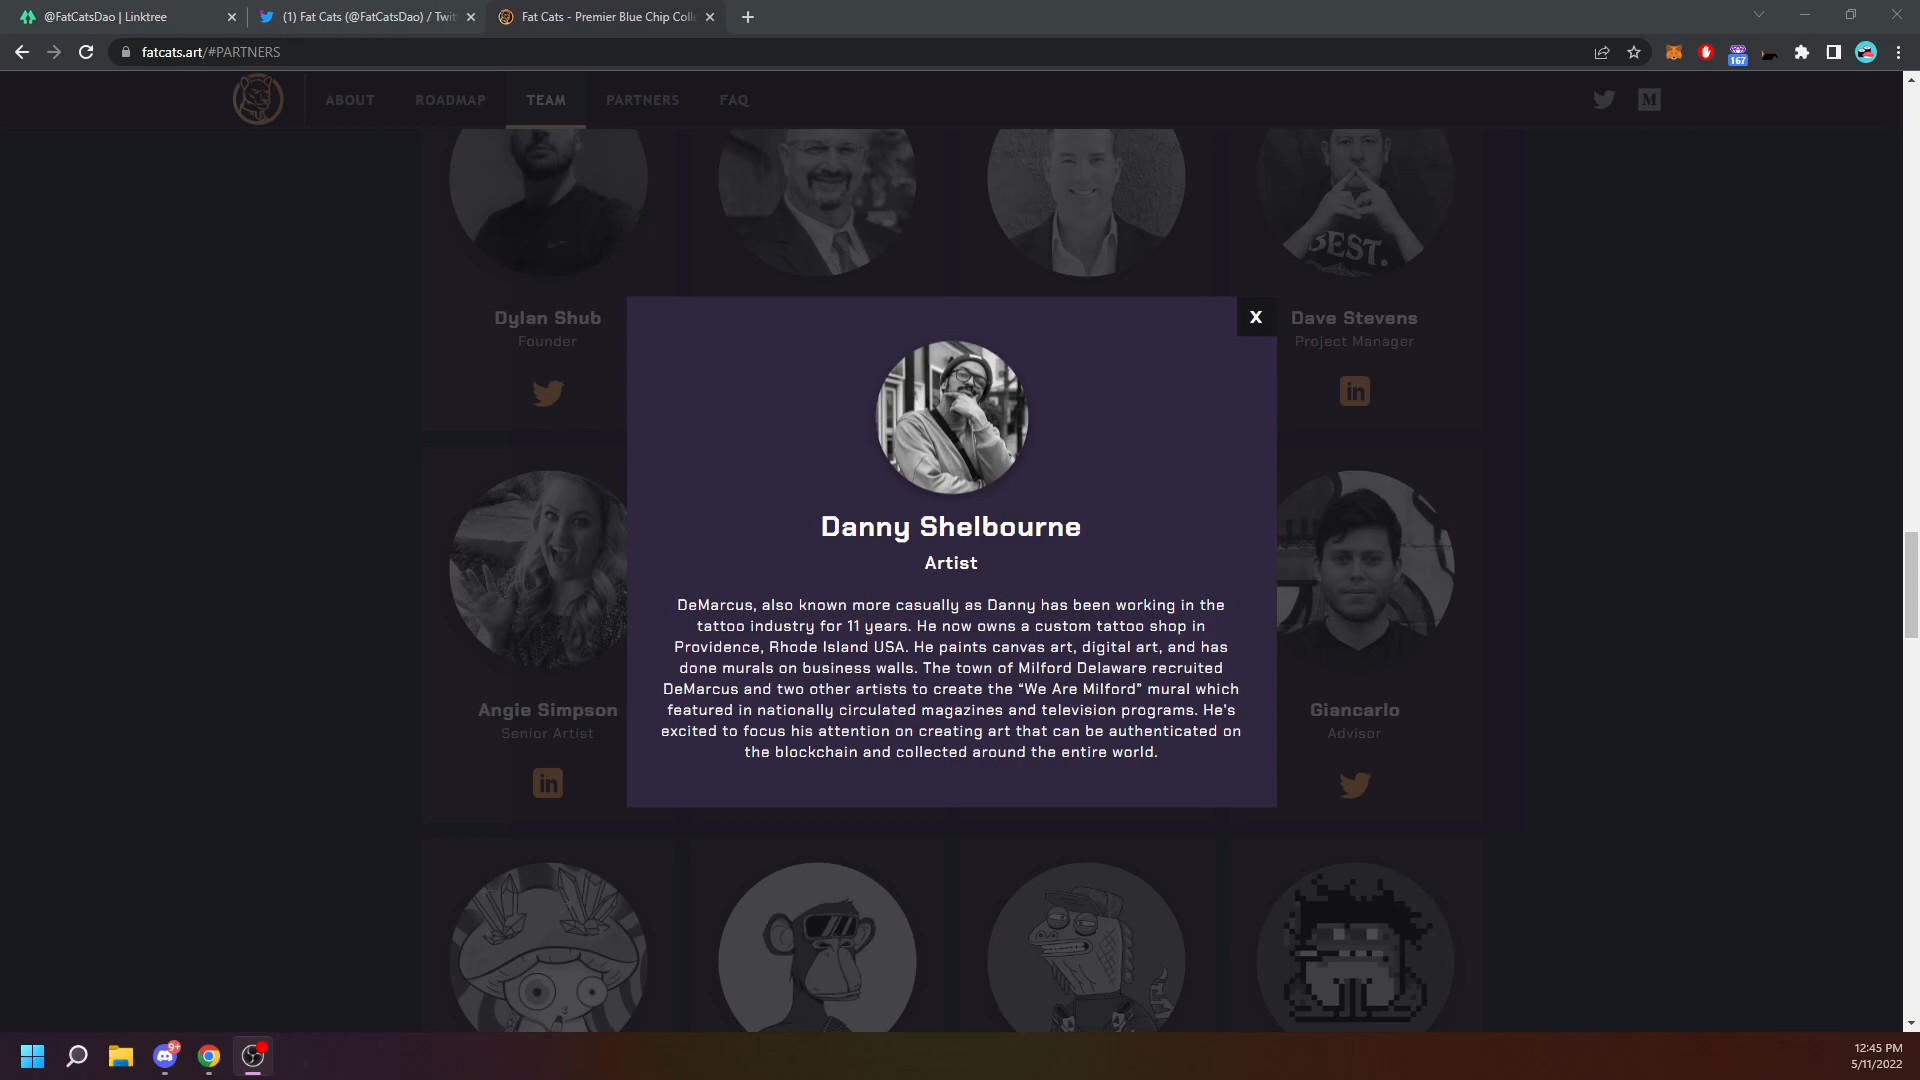 @FatCatsDao | Linktree
(1) Fat Cats (@FatCatsDao) / Twit
Fat Cats - Premier Blue Chip Coll
fatcats.art/#PARTNERS
167
ABOUT
ROADMAP
TEAM
PARTNERS
FAQ
M
BEST.
Dylan Shub
Founder
X
Dave Stevens
Project Manager
in
Danny Shelbourne
Artist
DeMarcus, also known more casually as Danny has been working in the
tattoo industry for 11 years. He now owns a custom tattoo shop in
Providence, Rhode Island USA. He paints canvas art, digital art, and has
done murals on business walls. The town of Milford Delaware recruited
DeMarcus and two other artists to create the “We Are Milford” mural which
featured in nationally circulated magazines and television programs. He's
excited to focus his attention on creating art that can be authenticated on
the blockchain and collected around the entire world.
Angie Simpson
Senior Artist
in
Giancarlo
Advisor
9+
12:45 PM
5/11/2022